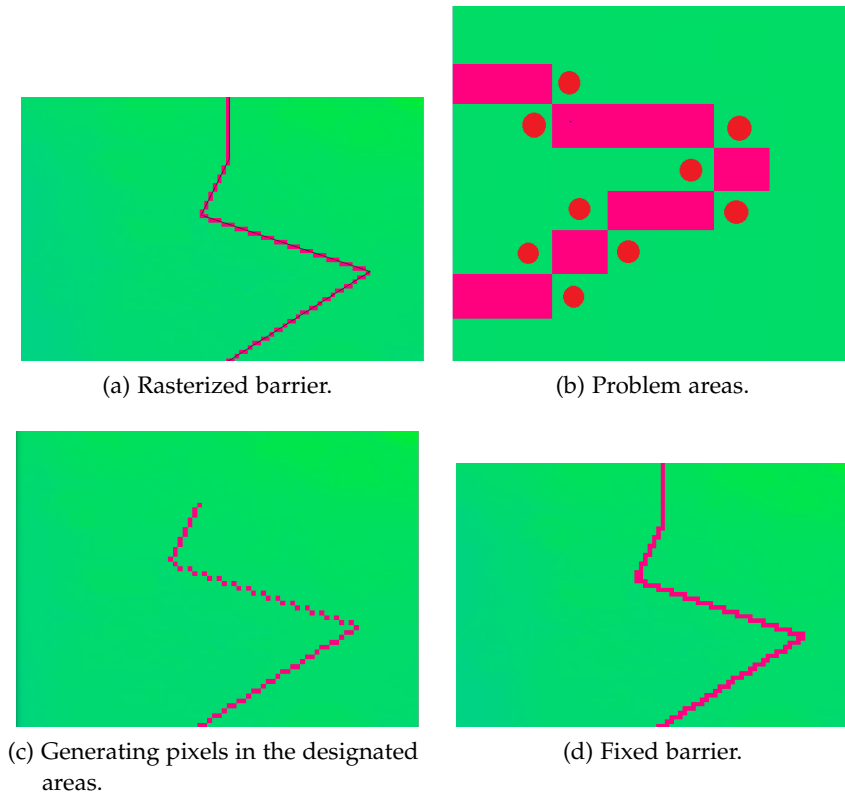 (a) Rasterized barrier.
(b) Problem areas.
(c) Generating pixels in the designated
areas.
(d) Fixed barrier.